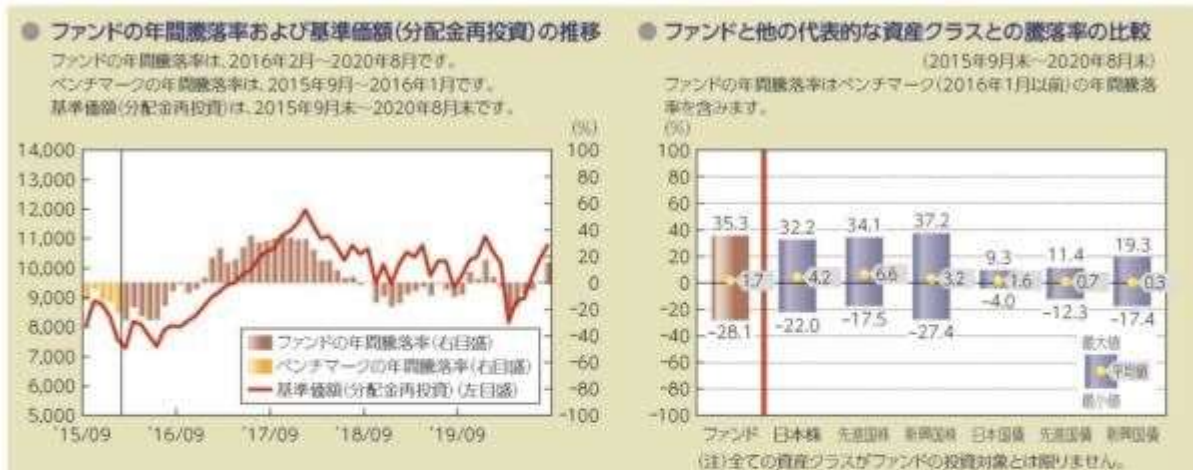 ● ファンドの年間騰落率および基準価額(分配金再投資)の推移
ファンドの年間騰落率は、2016年2月～2020年8月です。
ベンチマークの年間騰落率は、2015年9月～2016年1月です。
基準価額(分配金再投資)は、2015年9月末～2020年8月末です。
(%)
14,000
13,000
12,000
11,000
10,000
9,000
8,000
7,000
6,000
5,000
100
80
60
40
20
0
-20
-40
-60
-80
-100
ファンドの年間騰落率(右目盛)
ベンチマークの年間騰落率(右目盛)
基準価額(分配金再投資)(左目盛)
'15/09 '16/09 '17/09 '18/09 '19/09
● ファンドと他の代表的な資産クラスとの騰落率の比較
(2015年9月末～2020年8月末)
ファンドの年間騰落率はベンチマーク(2016年1月以前)の年間騰落
率を含みます。
(%)
100
80
60
40
20
0
-20
-40
-60
-80
-100
35.3 32.2 34.1 37.2 9.3 11.4 19.3
1.7 4.2 6.6 3.2 1.6 0.7 0.3
-28.1 -22.0 -17.5 -27.4 -4.0 -12.3 -17.4
最大値
平均値
最小値
ファンド 日本株 先進国株 新興国株 日本国債 先進国債 新興国債
(注)全ての資産クラスがファンドの投資対象とは限りません。